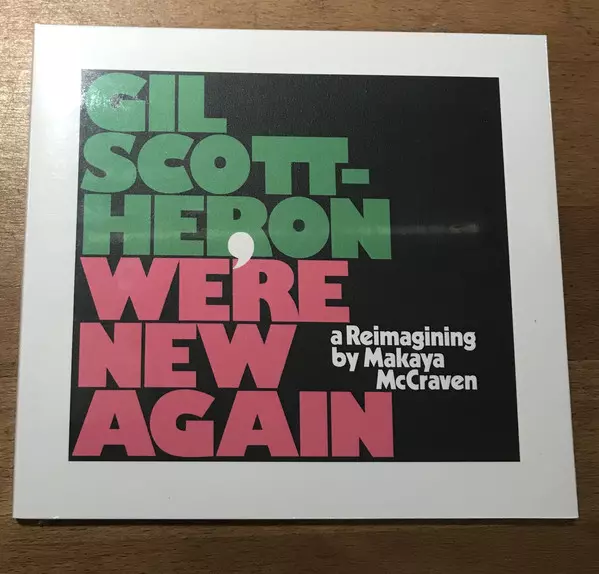 GIL
SCOTT-
HERON
WE'RE
NEW
AGAIN
a Reimagining
by Makaya
McCraven